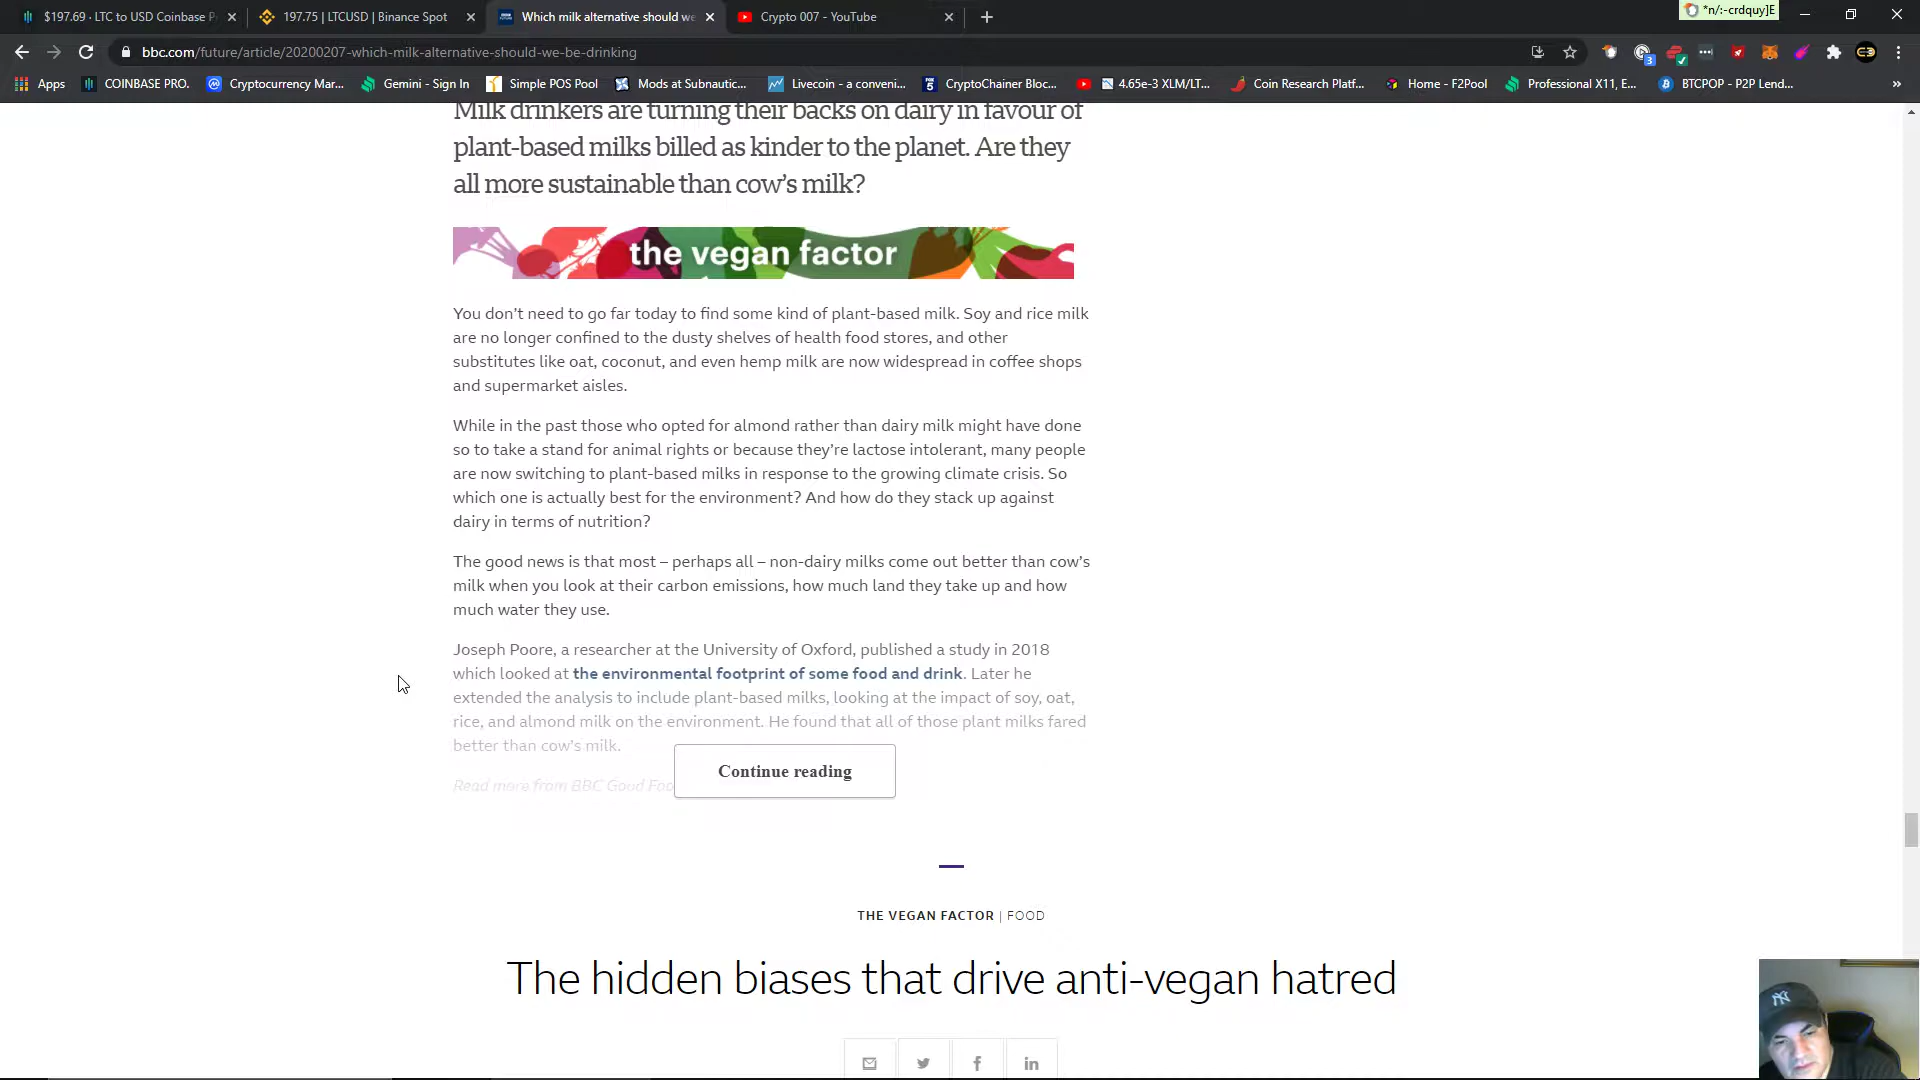 $197.69 · LTC to USD Coinbase P
197.75 | LTCUSD | Binance Spot
Which milk alternative should we
Crypto 007 - YouTube
*n/:-crdquy]E
bbc.com/future/article/20200207-which-milk-alternative-should-we-be-drinking
3
Apps
COINBASE PRO.
Cryptocurrency Mar...
Gemini - Sign In
Simple POS Pool
Mods at Subnautic...
Livecoin - a conveni...
CryptoChainer Bloc...
4.65e-3 XLM/LT...
Coin Research Platf...
Home - F2Pool
Professional X11, E...
BTCPOP - P2P Lend...
»
Milk drinkers are turning their backs on dairy in favour of
plant-based milks billed as kinder to the planet. Are they
all more sustainable than cow's milk?
the vegan factor
You don't need to go far today to find some kind of plant-based milk. Soy and rice milk
are no longer confined to the dusty shelves of health food stores, and other
substitutes like oat, coconut, and even hemp milk are now widespread in coffee shops
and supermarket aisles.
While in the past those who opted for almond rather than dairy milk might have done
so to take a stand for animal rights or because they're lactose intolerant, many people
are now switching to plant-based milks in response to the growing climate crisis. So
which one is actually best for the environment? And how do they stack up against
dairy in terms of nutrition?
The good news is that most – perhaps all – non-dairy milks come out better than cow's
milk when you look at their carbon emissions, how much land they take up and how
much water they use.
Joseph Poore, a researcher at the University of Oxford, published a study in 2018
which looked at the environmental footprint of some food and drink. Later he
extended the analysis to include plant-based milks, looking at the impact of soy, oat,
rice, and almond milk on the environment. He found that all of those plant milks fared
better than cow's milk.
Read more from BBC Good Foo
Continue reading
THE VEGAN FACTOR | FOOD
The hidden biases that drive anti-vegan hatred